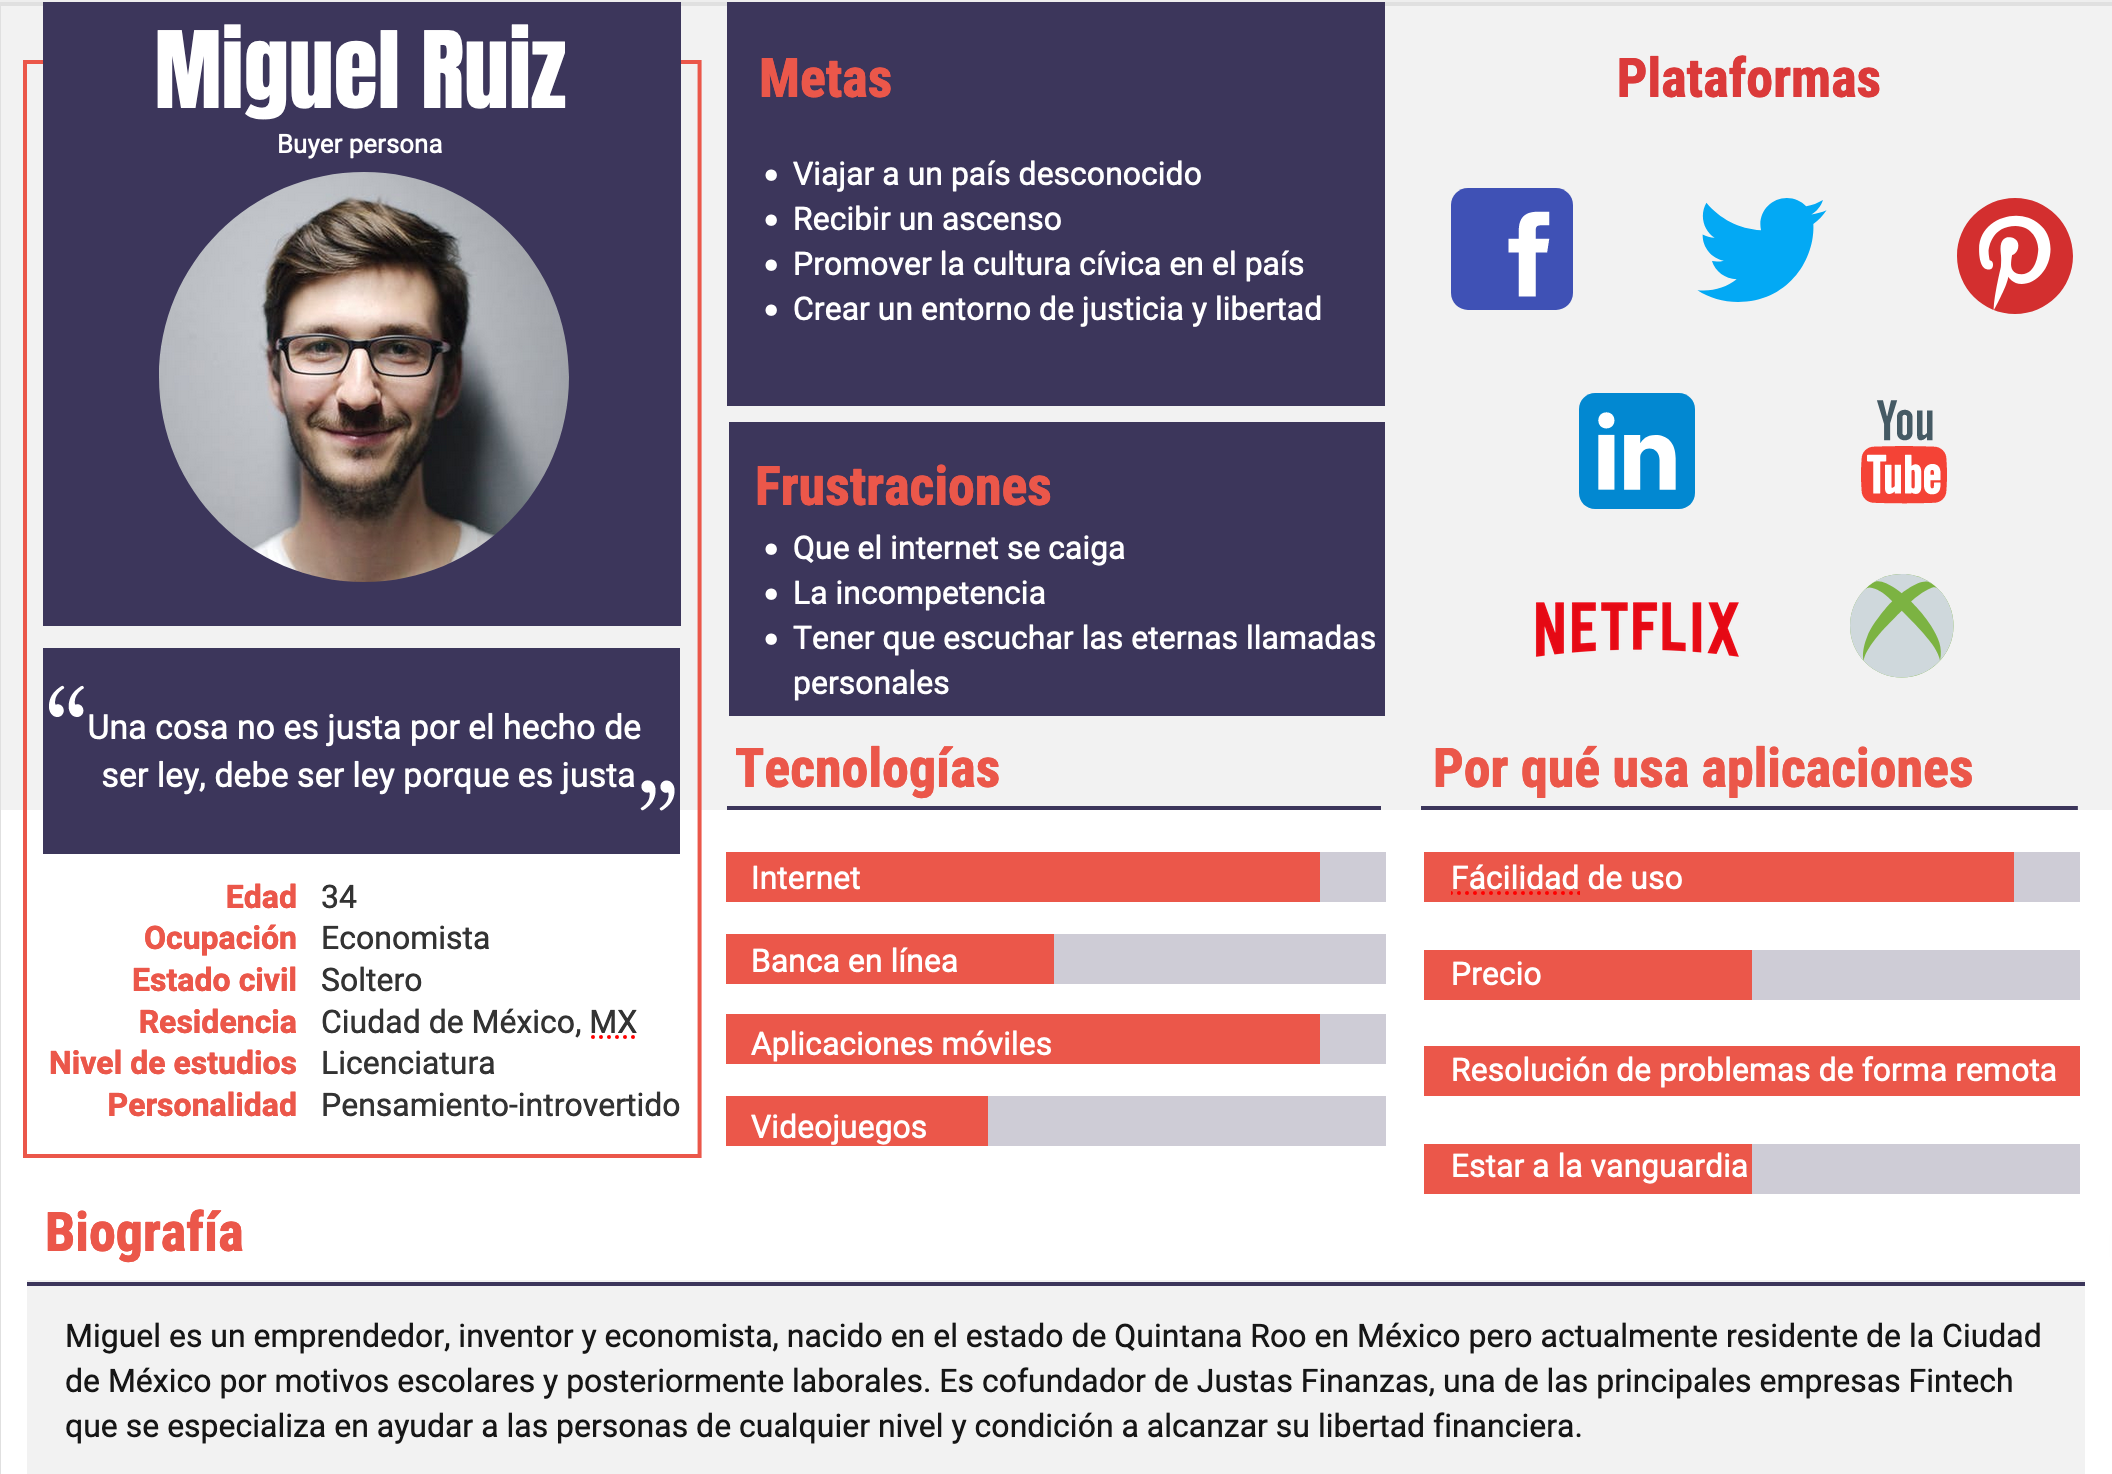 Miguel Ruiz
Buyer persona
“Una cosa no es justa por el hecho de
ser ley, debe ser ley porque es justa”
Edad 34
Ocupación Economista
Estado civil Soltero
Residencia Ciudad de México, MX
Nivel de estudios Licenciatura
Personalidad Pensamiento-introvertido
Metas
• Viajar a un país desconocido
• Recibir un ascenso
• Promover la cultura cívica en el país
• Crear un entorno de justicia y libertad
Frustraciones
• Que el internet se caiga
• La incompetencia
• Tener que escuchar las eternas llamadas
personales
Tecnologías
Internet
Banca en línea
Aplicaciones móviles
Videojuegos
Plataformas
f
in
You
Tube
NETFLIX
Por qué usa aplicaciones
Fácilidad de uso
Precio
Resolución de problemas de forma remota
Estar a la vanguardia
Biografía
Miguel es un emprendedor, inventor y economista, nacido en el estado de Quintana Roo en México pero actualmente residente de la Ciudad
de México por motivos escolares y posteriormente laborales. Es cofundador de Justas Finanzas, una de las principales empresas Fintech
que se especializa en ayudar a las personas de cualquier nivel y condición a alcanzar su libertad financiera.